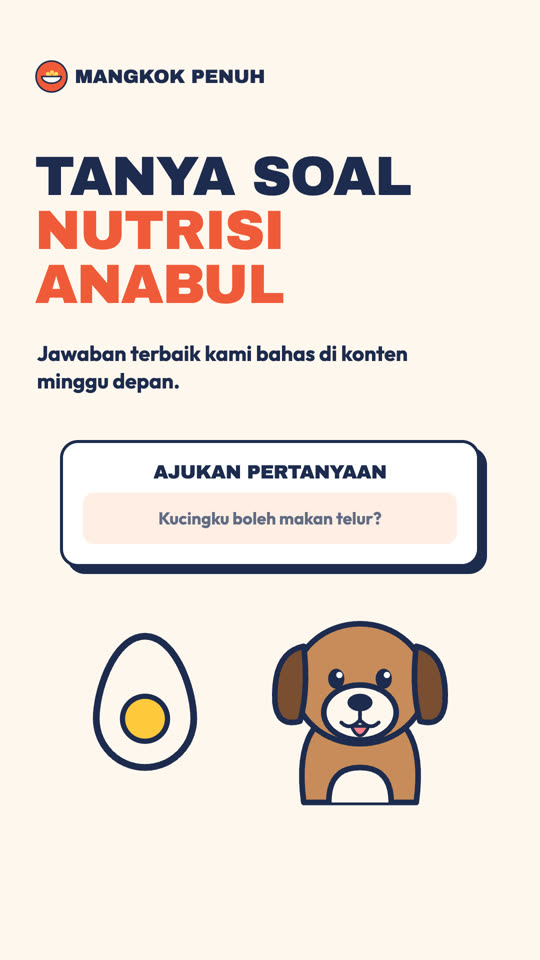 MANGKOK PENUH
TANYA SOAL
NUTRISI
ANABUL
Jawaban terbaik kami bahas di konten
minggu depan.
AJUKAN PERTANYAAN
Kucingku boleh makan telur?